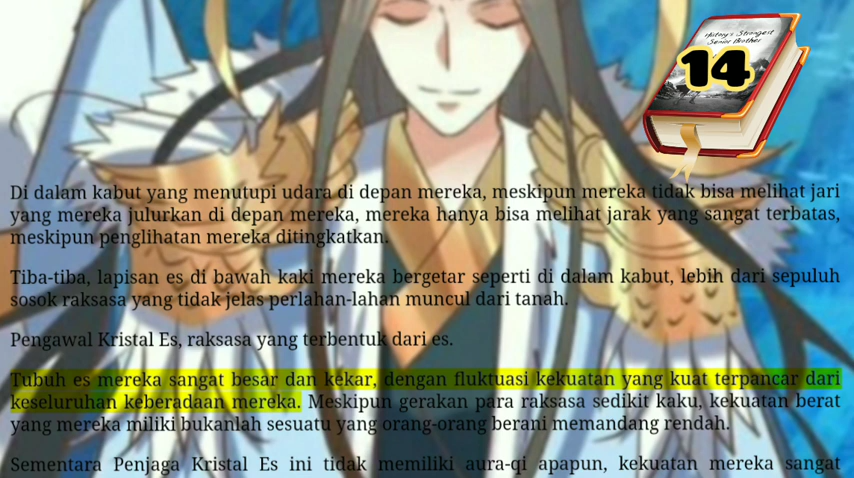 History's Strongest
Senior Brother
14
Di dalam kabut yang menutupi udara di depan mereka, meskipun mereka tidak bisa melihat jari
yang mereka julurkan di depan mereka, mereka hanya bisa melihat jarak yang sangat terbatas,
meskipun penglihatan mereka ditingkatkan.
Tiba-tiba, lapisan es di bawah kaki mereka bergetar seperti di dalam kabut, lebih dari sepuluh
sosok raksasa yang tidak jelas perlahan-lahan muncul dari tanah.
Pengawal Kristal Es, raksasa yang terbentuk dari es.
Tubuh es mereka sangat besar dan kekar, dengan fluktuasi kekuatan yang kuat terpancar dari
keseluruhan keberadaan mereka. Meskipun gerakan para raksasa sedikit kaku, kekuatan berat
yang mereka miliki bukanlah sesuatu yang orang-orang berani memandang rendah.
Sementara Penjaga Kristal Es ini tidak memiliki aura-qi apapun, kekuatan mereka sangat